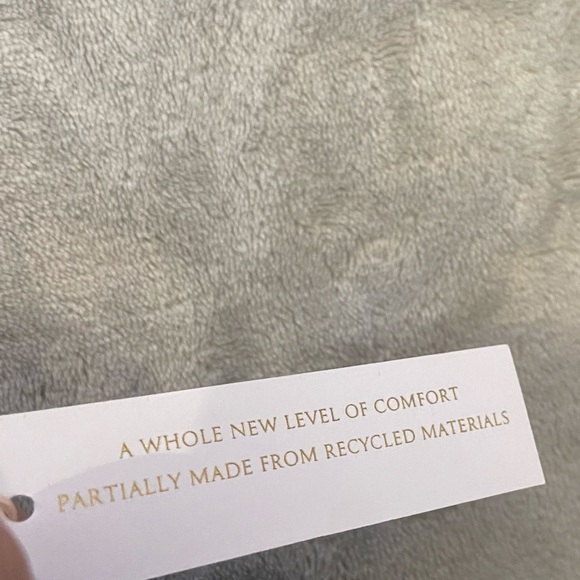 A WHOLE NEW LEVEL OF COMFORT
PARTIALLY MADE FROM RECYCLED MATERIALS